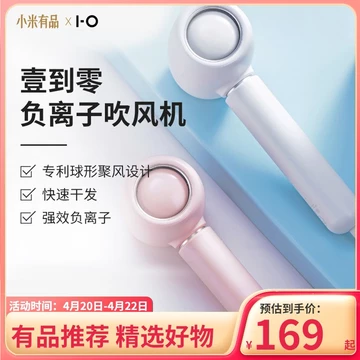 小米有品 × 1-0
壹到零
负离子吹风机
专利球形聚风设计
快速干发
强效负离子
活动时间：4月20日-4月22日
预估到手价：
有品推荐 精选好物
¥169起